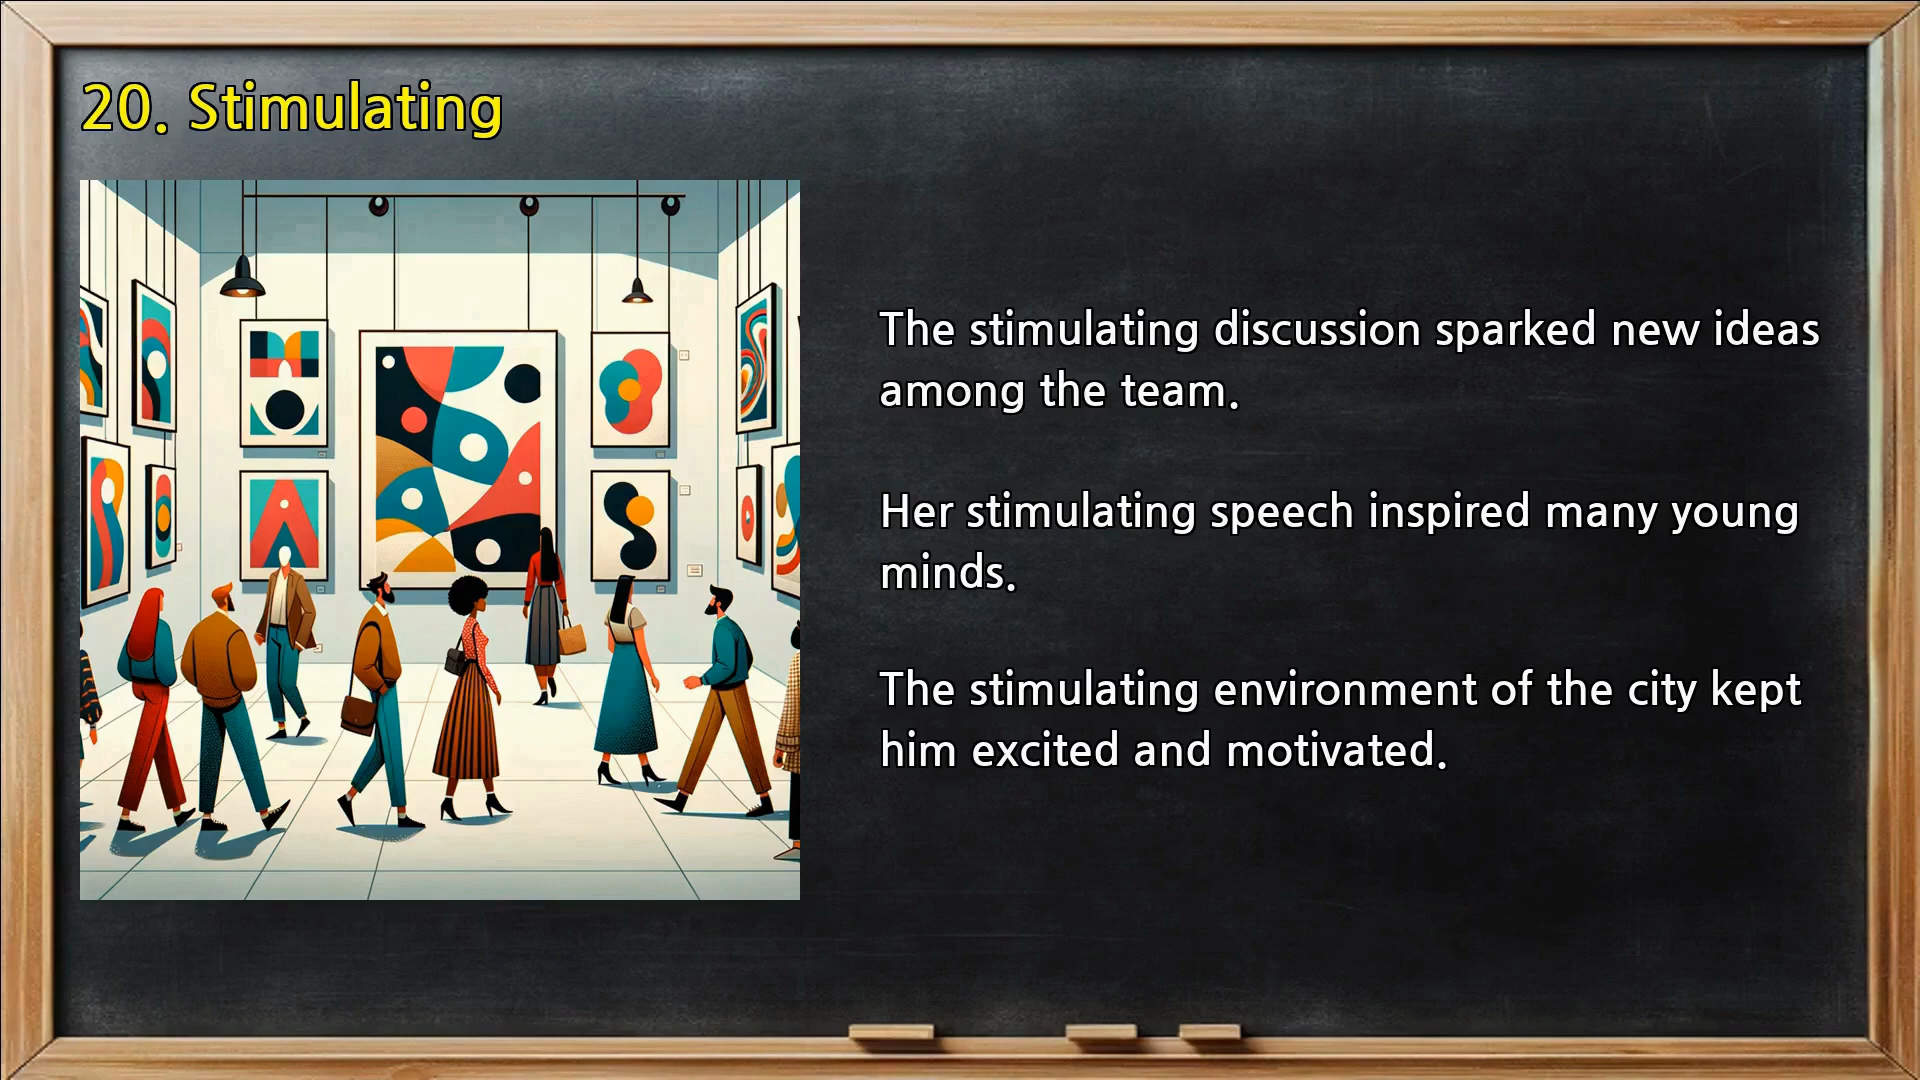 20. Stimulating
The stimulating discussion sparked new ideas
among the team.
Her stimulating speech inspired many young
minds.
The stimulating environment of the city kept
him excited and motivated.